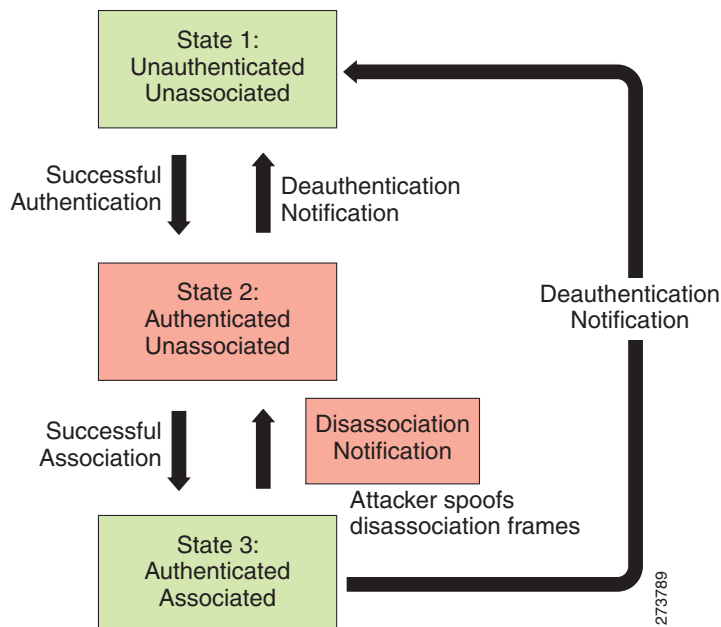 State 1:
Unauthenticated
Unassociated
Successful
Authentication
Deauthentication
Notification
State 2:
Authenticated
Unassociated
Deauthentication
Notification
Successful
Association
Disassociation
Notification
Attacker spoofs
disassociation frames
State 3:
Authenticated
Associated
273789